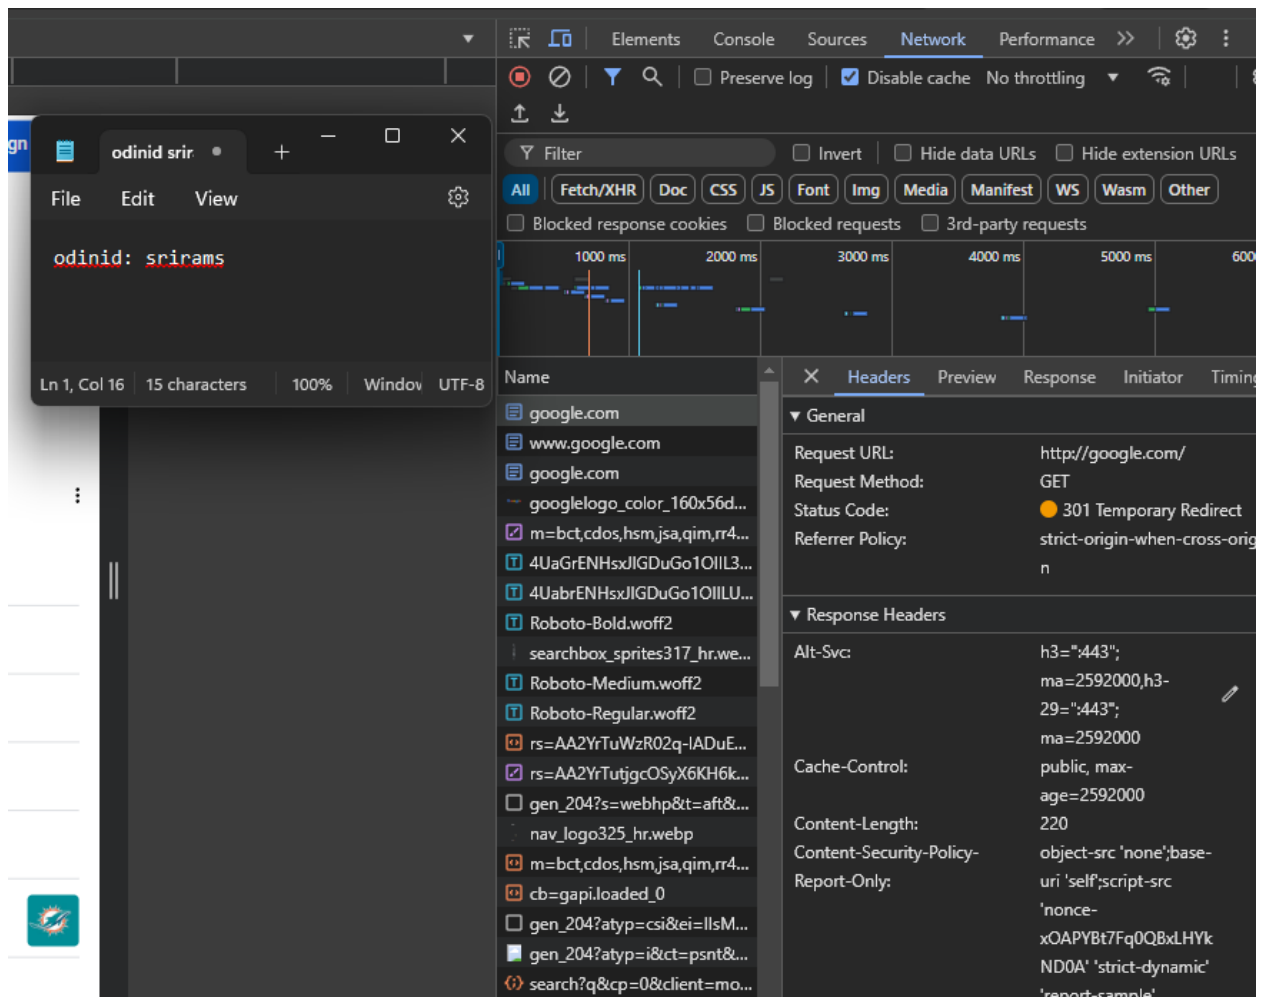 Elements Console Sources Network Performance
Preserve log Disable cache No throttling
Filter Invert Hide data URLs Hide extension URLs
All Fetch/XHR Doc CSS JS Font Img Media Manifest WS Wasm Other
Blocked response cookies Blocked requests 3rd-party requests
1000 ms 2000 ms 3000 ms 4000 ms 5000 ms
gn
odinid srir
File Edit View
odinid: srirams
Ln 1, Col 16 15 characters 100% Window UTF-8
Name
google.com
www.google.com
google.com
googlelogo_color_160x56d...
m=bct,cdos,hsm,jsa,qim,rr4...
4UaGrENHsxJlGDuGo1OIlL3...
4UabrENHsxJlGDuGo1OIlLU...
Roboto-Bold.woff2
searchbox_sprites317_hr.we...
Roboto-Medium.woff2
Roboto-Regular.woff2
rs=AA2YrTuWzR02q-lADuE...
rs=AA2YrTutjgcOSyX6KH6k...
gen_204?s=webhp&t=aft&...
nav_logo325_hr.webp
m=bct,cdos,hsm,jsa,qim,rr4...
cb=gapi.loaded_0
gen_204?atyp=csi&ei=IlsM...
gen_204?atyp=i&ct=psnt&...
search?q&cp=0&client=mo...
Headers Preview Response Initiator Timing
General
Request URL: http://google.com/
Request Method: GET
Status Code: 301 Temporary Redirect
Referrer Policy: strict-origin-when-cross-orig
n
Response Headers
Alt-Svc: h3=":443";
ma=2592000,h3-
29=":443";
ma=2592000
Cache-Control: public, max-
age=2592000
Content-Length: 220
Content-Security-Policy- object-src 'none';base-
Report-Only: uri 'self';script-src
'nonce-
xOAPYBt7Fq0QBxLHYk
ND0A' 'strict-dynamic'
'report-sample'